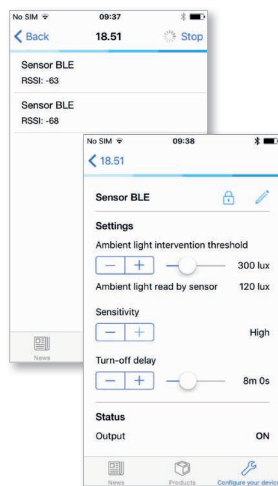 No SIM 09:37
Back 18.51 Stop
Sensor BLE
RSSI: -63
Sensor BLE
RSSI: -68
News
No SIM 09:38
18.51
Sensor BLE
Settings
Ambient light intervention threshold
− + 300 lux
Ambient light read by sensor 120 lux
Sensitivity
− + High
Turn-off delay
− + 8m 0s
Status
Output ON
News Products Configure your device